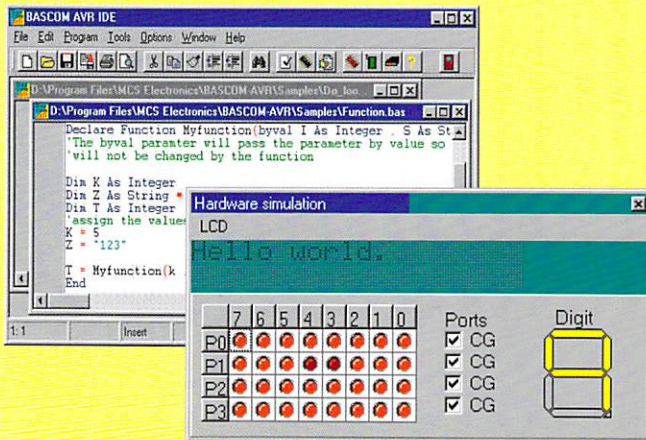 BASCOM AVR IDE
File Edit Program Tools Options Window Help
D:\Program Files\MCS Electronics\BASCOM-AVR\Samples\Do_loo...
D:\Program Files\MCS Electronics\BASCOM-AVR\Samples\Function.bas
Declare Function Myfunction(byval I As Integer , S As St
'The byval paramter will pass the parameter by value so
'will not be changed by the function
Dim K As Integer
Dim Z As String *
Dim T As Integer
'assign the values
K = 5
Z = "123"
T = Myfunction(k ,
End
1: 1 Insert
Hardware simulation
LCD
Hello world.
7 6 5 4 3 2 1 0 Ports Digit
P0 CG
P1 CG
P2 CG
P3 CG